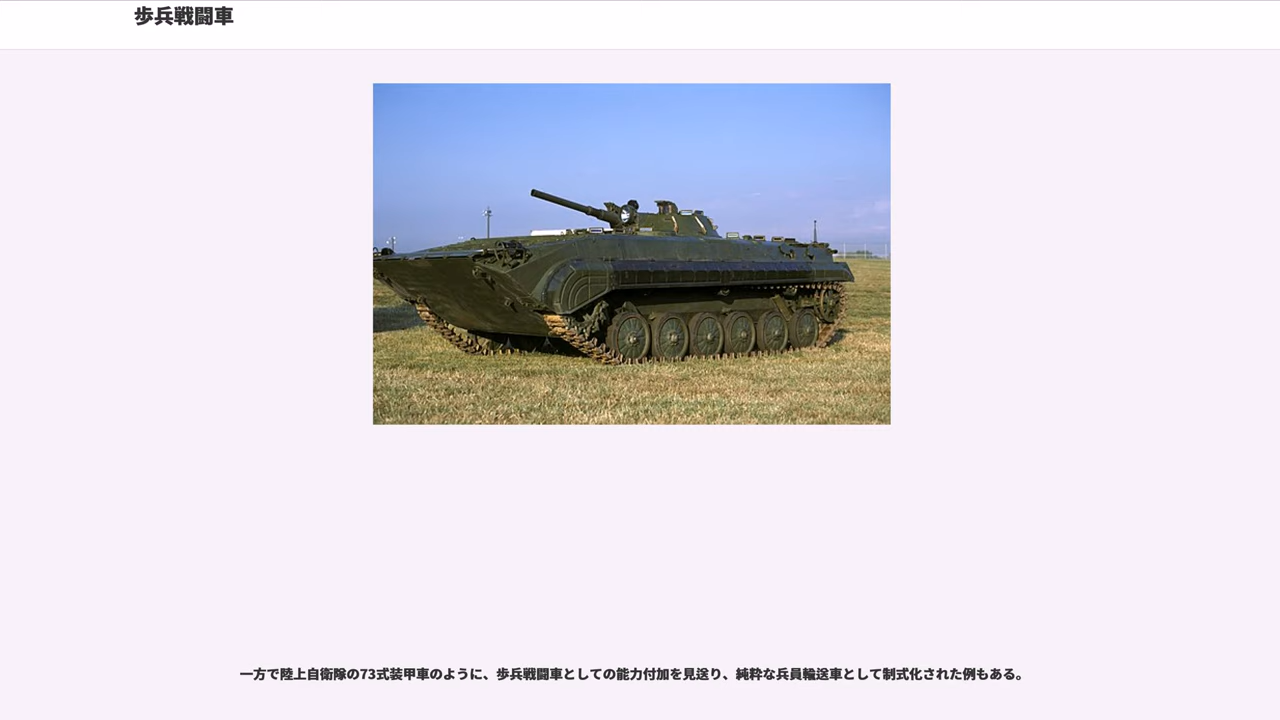 歩兵戦闘車
一方で陸上自衛隊の73式装甲車のように、歩兵戦闘車としての能力付加を見送り、純粋な兵員輸送車として制式化された例もある。